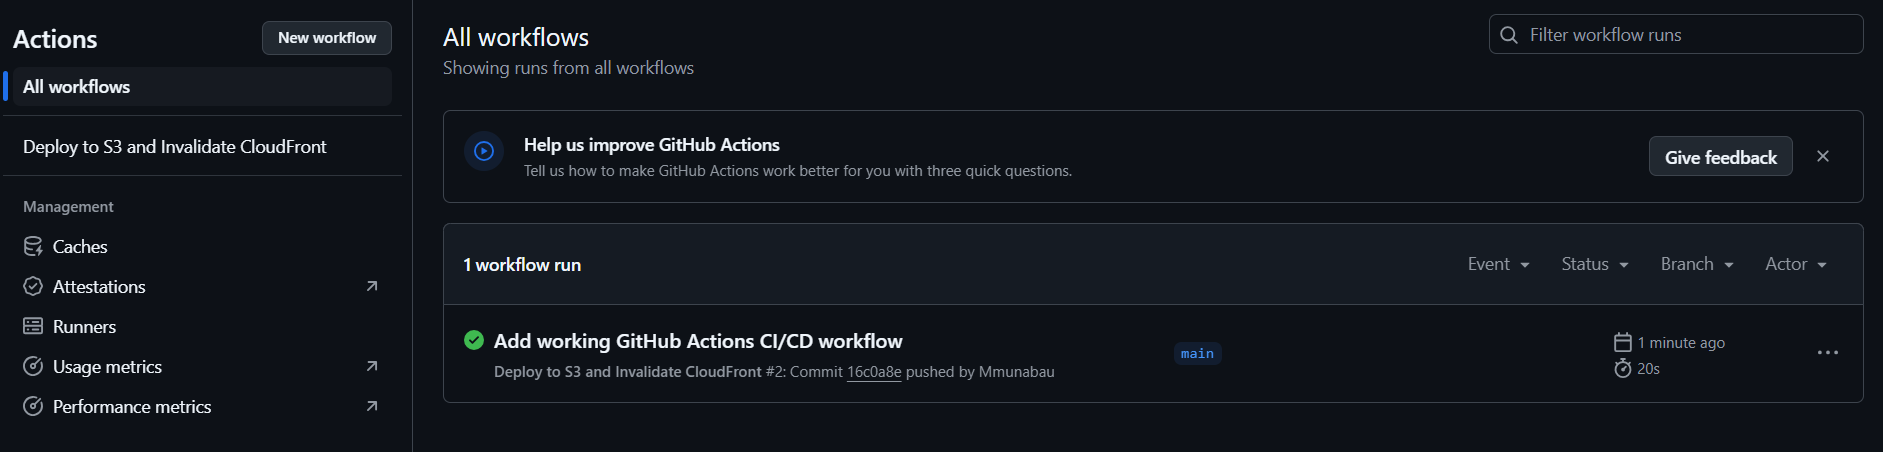 Actions
New workflow
All workflows
Deploy to S3 and Invalidate CloudFront
Management
Caches
Attestations
Runners
Usage metrics
Performance metrics
All workflows
Showing runs from all workflows
Filter workflow runs
Help us improve GitHub Actions
Tell us how to make GitHub Actions work better for you with three quick questions.
Give feedback
1 workflow run
Event
Status
Branch
Actor
Add working GitHub Actions CI/CD workflow
Deploy to S3 and Invalidate CloudFront #2: Commit 16c0a8e pushed by Mmunabau
main
1 minute ago
20s